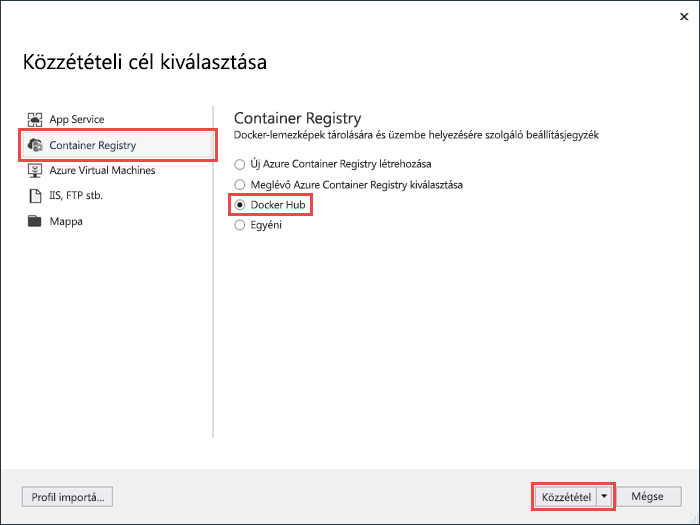 Közzétételi cél kiválasztása
App Service
Container Registry
Azure Virtual Machines
IIS, FTP stb.
Mappa
Container Registry
Docker-lemezképek tárolására és üzembe helyezésére szolgáló beállításjegyzék
Új Azure Container Registry létrehozása
Meglévő Azure Container Registry kiválasztása
Docker Hub
Egyéni
Profil importá...
Közzététel
Mégse